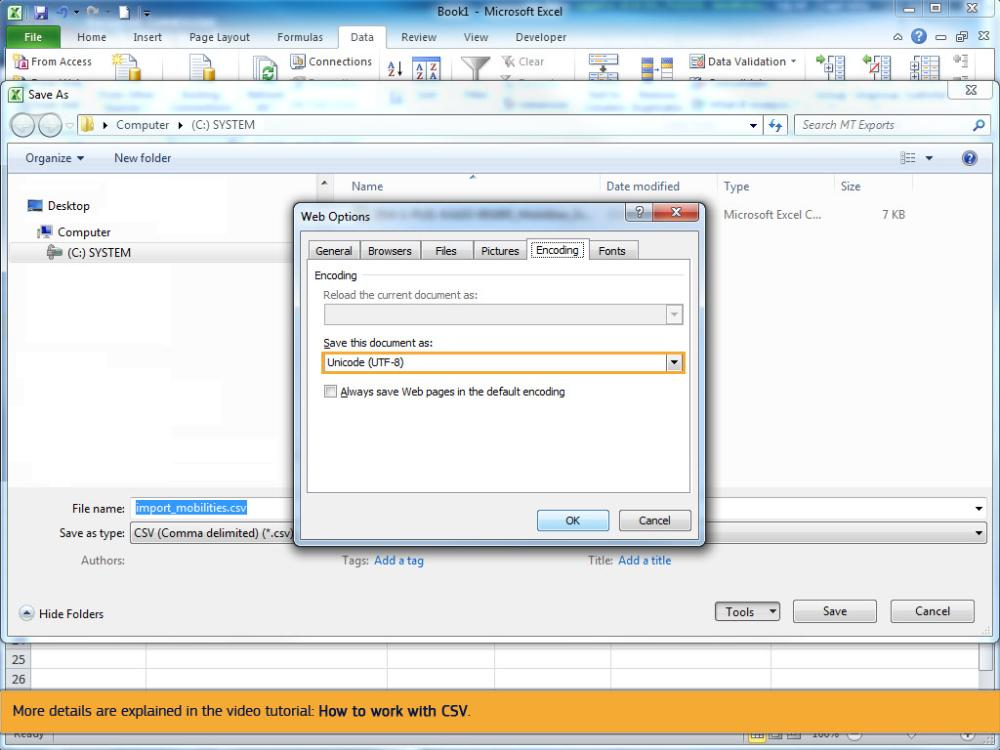 Book1 - Microsoft Excel
File Home Insert Page Layout Formulas Data Review View Developer
From Access Connections Clear Data Validation
Save As
Computer (C:) SYSTEM Search MT Exports
Organize New folder
Name Date modified Type Size
Desktop
Computer
(C:) SYSTEM
Microsoft Excel C... 7 KB
Web Options
General Browsers Files Pictures Encoding Fonts
Encoding
Reload the current document as:
Save this document as:
Unicode (UTF-8)
Always save Web pages in the default encoding
OK Cancel
File name: import_mobilities.csv
Save as type: CSV (Comma delimited) (*.csv)
Authors: Tags: Add a tag Title: Add a title
Hide Folders Tools Save Cancel
25
26
More details are explained in the video tutorial: How to work with CSV.
Ready 100%